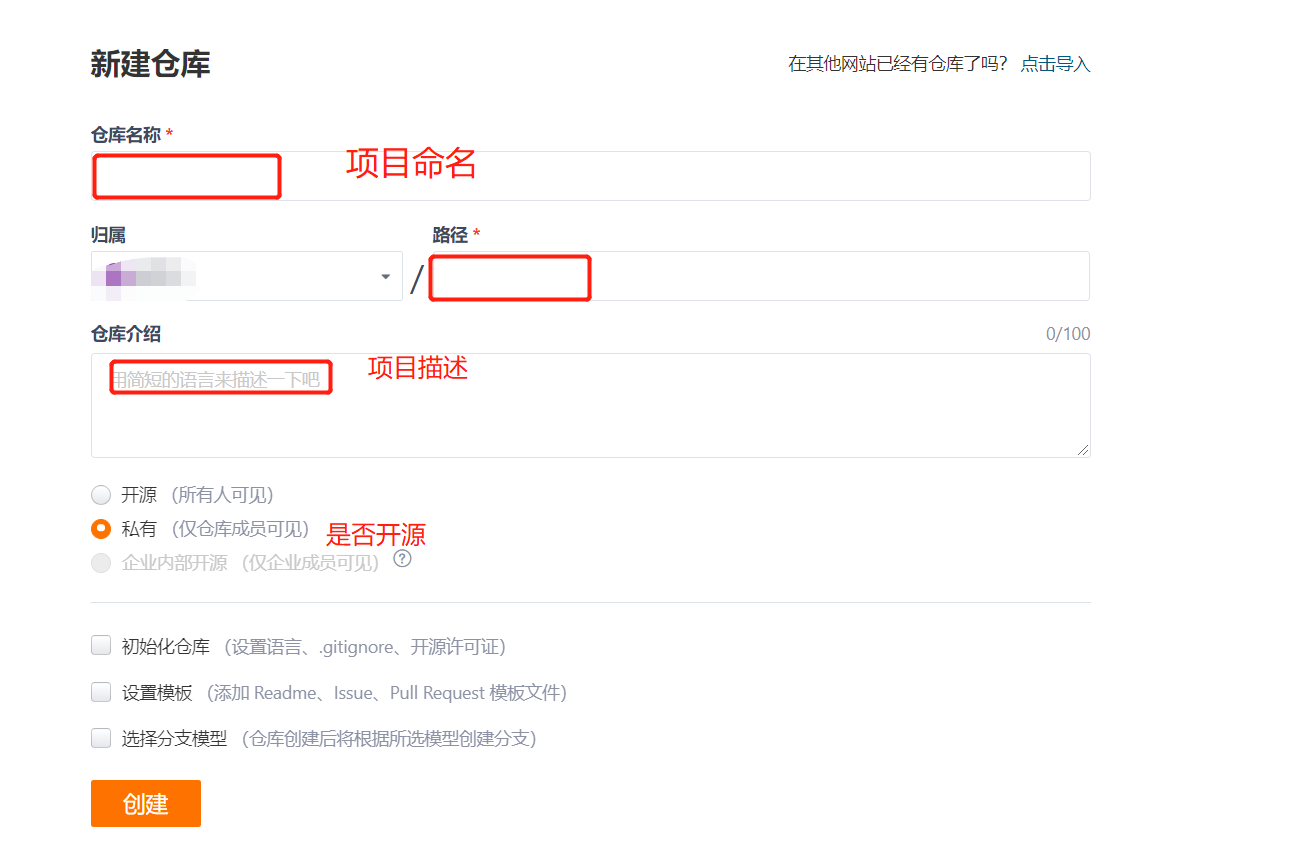 新建仓库
在其他网站已经有仓库了吗? 点击导入
仓库名称 *
项目命名
归属
路径 *
/
仓库介绍
0/100
用简短的语言来描述一下吧
项目描述
开源 (所有人可见)
私有 (仅仓库成员可见)
是否开源
企业内部开源 (仅企业成员可见) ?
初始化仓库 (设置语言、.gitignore、开源许可证)
设置模板 (添加 Readme、Issue、Pull Request 模板文件)
选择分支模型 (仓库创建后将根据所选模型创建分支)
创建